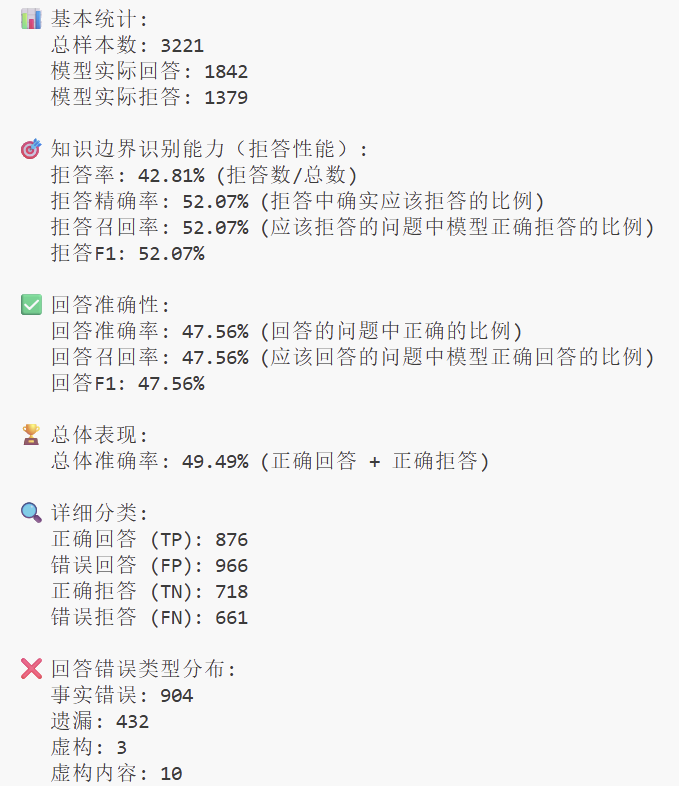 📊 基本统计:
总样本数: 3221
模型实际回答: 1842
模型实际拒答: 1379
🎯 知识边界识别能力（拒答性能）:
拒答率: 42.81% (拒答数/总数)
拒答精确率: 52.07% (拒答中确实应该拒答的比例)
拒答召回率: 52.07% (应该拒答的问题中模型正确拒答的比例)
拒答F1: 52.07%
✅ 回答准确性:
回答准确率: 47.56% (回答的问题中正确的比例)
回答召回率: 47.56% (应该回答的问题中模型正确回答的比例)
回答F1: 47.56%
🏆 总体表现:
总体准确率: 49.49% (正确回答 + 正确拒答)
🔍 详细分类:
正确回答 (TP): 876
错误回答 (FP): 966
正确拒答 (TN): 718
错误拒答 (FN): 661
❌ 回答错误类型分布:
事实错误: 904
遗漏: 432
虚构: 3
虚构内容: 10